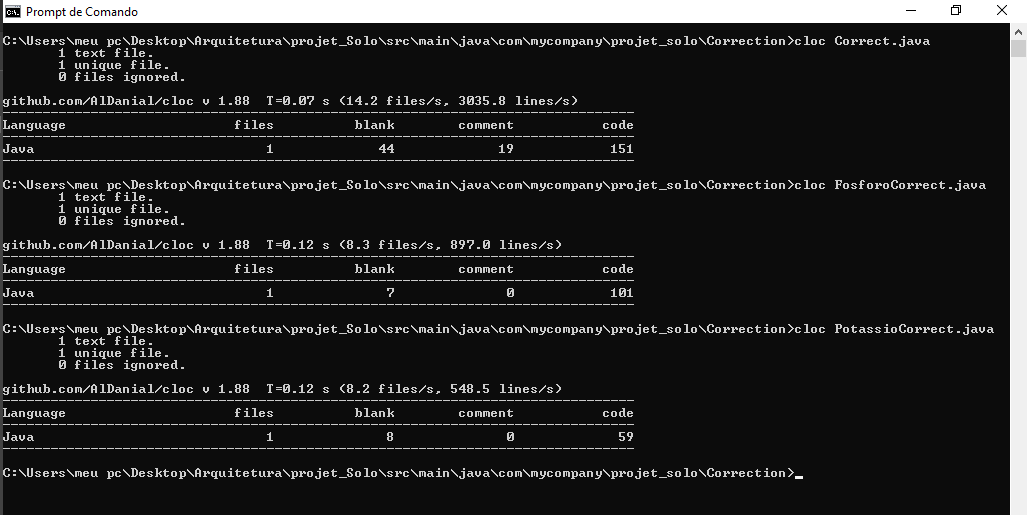 Prompt de Comando
C:\Users\meu pc\Desktop\Arquitetura\projet_Solo\src\main\java\com\mycompany\projet_solo\Correction>cloc Correct.java
1 text file.
1 unique file.
0 files ignored.
github.com/AlDanial/cloc v 1.88 T=0.07 s (14.2 files/s, 3035.8 lines/s)
Language files blank comment code
Java 1 44 19 151
C:\Users\meu pc\Desktop\Arquitetura\projet_Solo\src\main\java\com\mycompany\projet_solo\Correction>cloc FosforoCorrect.java
1 text file.
1 unique file.
0 files ignored.
github.com/AlDanial/cloc v 1.88 T=0.12 s (8.3 files/s, 897.0 lines/s)
Language files blank comment code
Java 1 7 0 101
C:\Users\meu pc\Desktop\Arquitetura\projet_Solo\src\main\java\com\mycompany\projet_solo\Correction>cloc PotassioCorrect.java
1 text file.
1 unique file.
0 files ignored.
github.com/AlDanial/cloc v 1.88 T=0.12 s (8.2 files/s, 548.5 lines/s)
Language files blank comment code
Java 1 8 0 59
C:\Users\meu pc\Desktop\Arquitetura\projet_Solo\src\main\java\com\mycompany\projet_solo\Correction>_